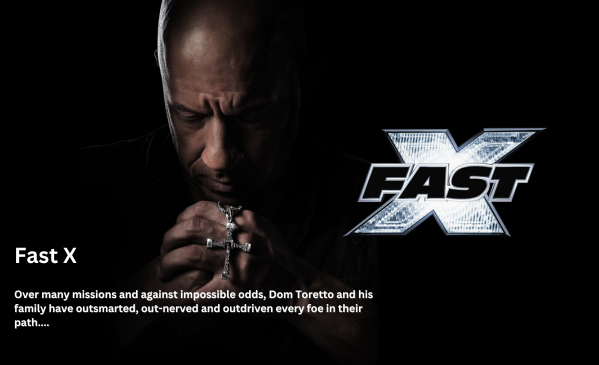 FAST X
Fast X
Over many missions and against impossible odds, Dom Toretto and his
family have outsmarted, out-nerved and outdriven every foe in their
path....